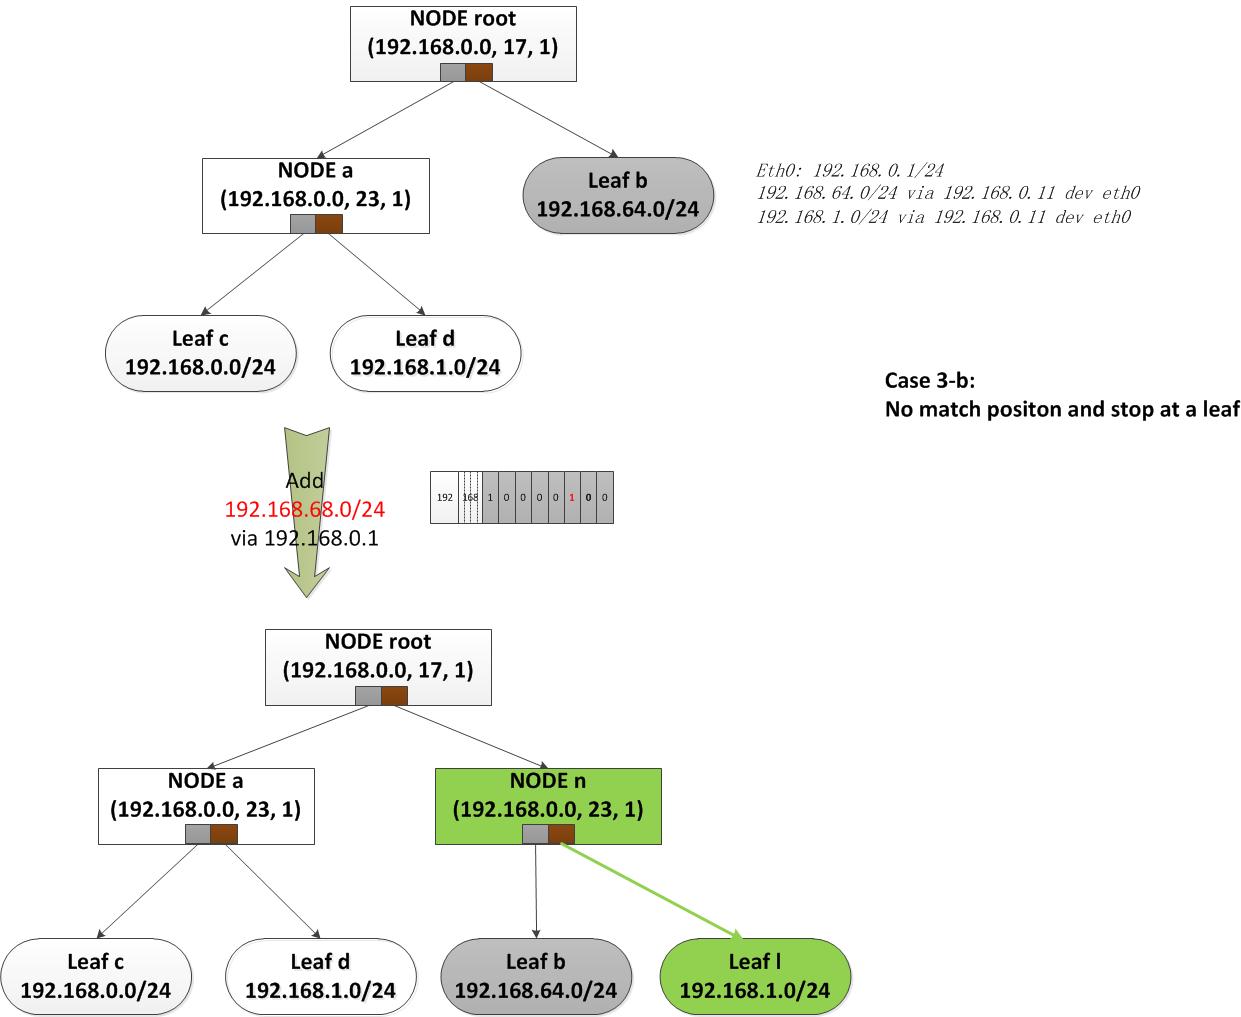 NODE root
(192.168.0.0, 17, 1)
NODE a
(192.168.0.0, 23, 1)
Leaf b
192.168.64.0/24
Eth0: 192.168.0.1/24
192.168.64.0/24 via 192.168.0.11 dev eth0
192.168.1.0/24 via 192.168.0.11 dev eth0
Leaf c
192.168.0.0/24
Leaf d
192.168.1.0/24
Case 3-b:
No match positon and stop at a leaf
Add
192.168.68.0/24
via 192.168.0.1
192 168 1 0 0 0 0 1 0 0
NODE root
(192.168.0.0, 17, 1)
NODE a
(192.168.0.0, 23, 1)
NODE n
(192.168.0.0, 23, 1)
Leaf c
192.168.0.0/24
Leaf d
192.168.1.0/24
Leaf b
192.168.64.0/24
Leaf l
192.168.1.0/24